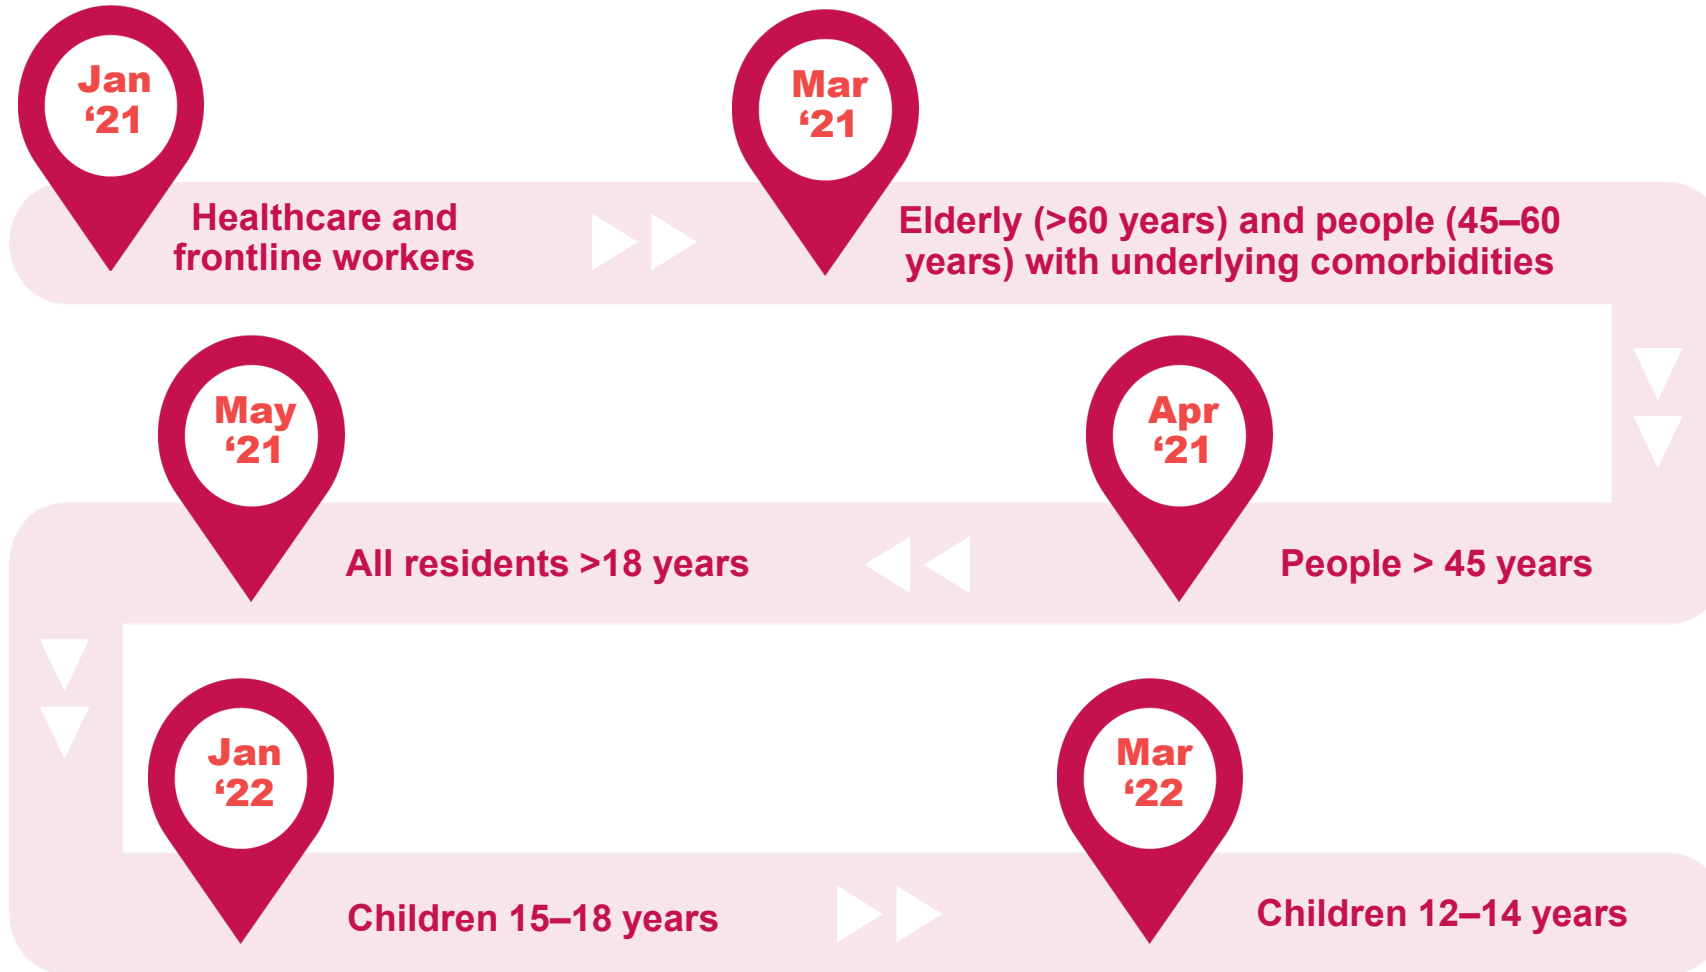 Jan
‘21
Healthcare and
frontline workers
Mar
‘21
Elderly (>60 years) and people (45–60
years) with underlying comorbidities
Apr
‘21
People > 45 years
May
‘21
All residents >18 years
Jan
‘22
Children 15–18 years
Mar
‘22
Children 12–14 years